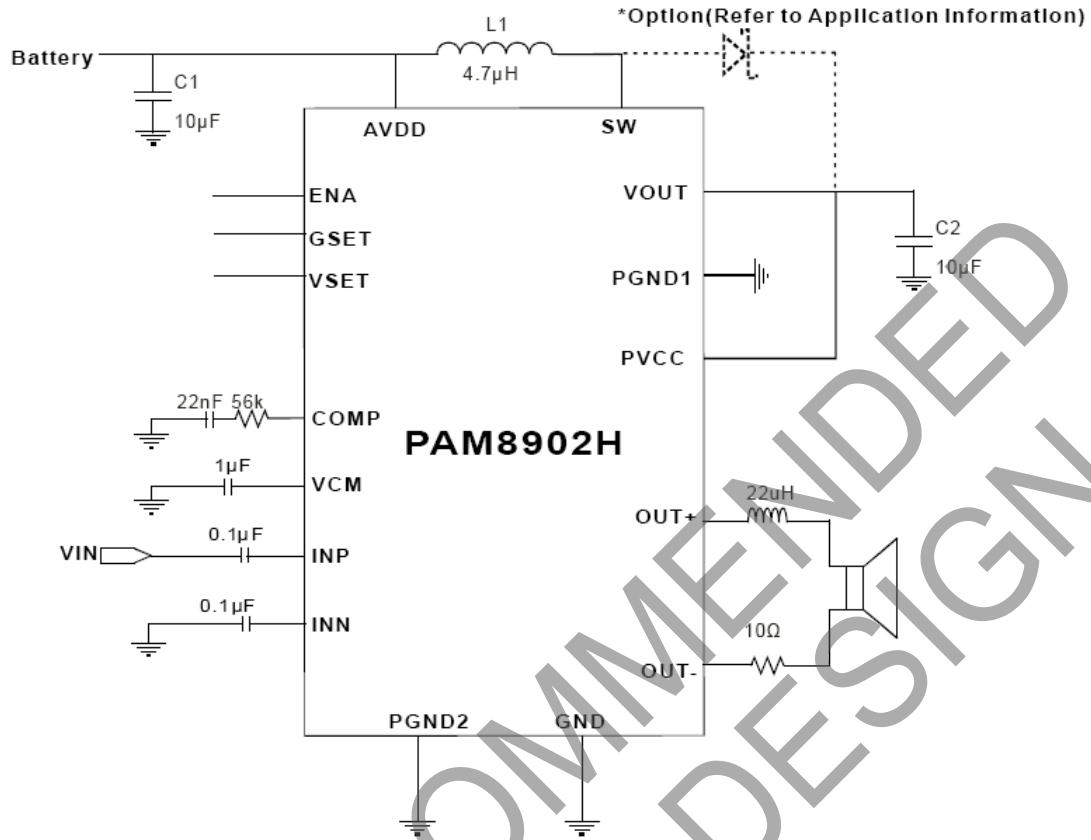 *Option(Refer to Application Information)
L1
Battery
4.7µH
C1
10µF
AVDD
SW
ENA
VOUT
GSET
C2
VSET
PGND1
10µF
PVCC
22nF 56k
COMP
PAM8902H
1µF
VCM
22uH
OUT+
0.1µF
VIN
INP
0.1µF
INN
10Ω
OUT-
PGND2
GND
OMMENDED
DESIGN